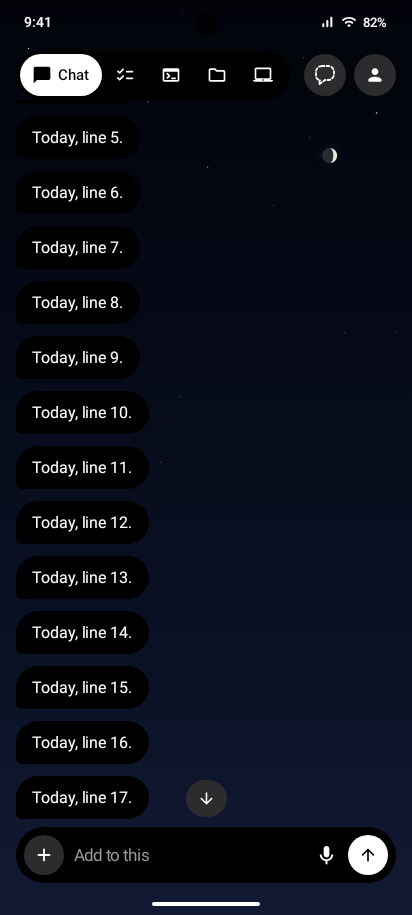 9:41
82%
Chat
Today, line 5.
Today, line 6.
Today, line 7.
Today, line 8.
Today, line 9.
Today, line 10.
Today, line 11.
Today, line 12.
Today, line 13.
Today, line 14.
Today, line 15.
Today, line 16.
Today, line 17.
Add to this